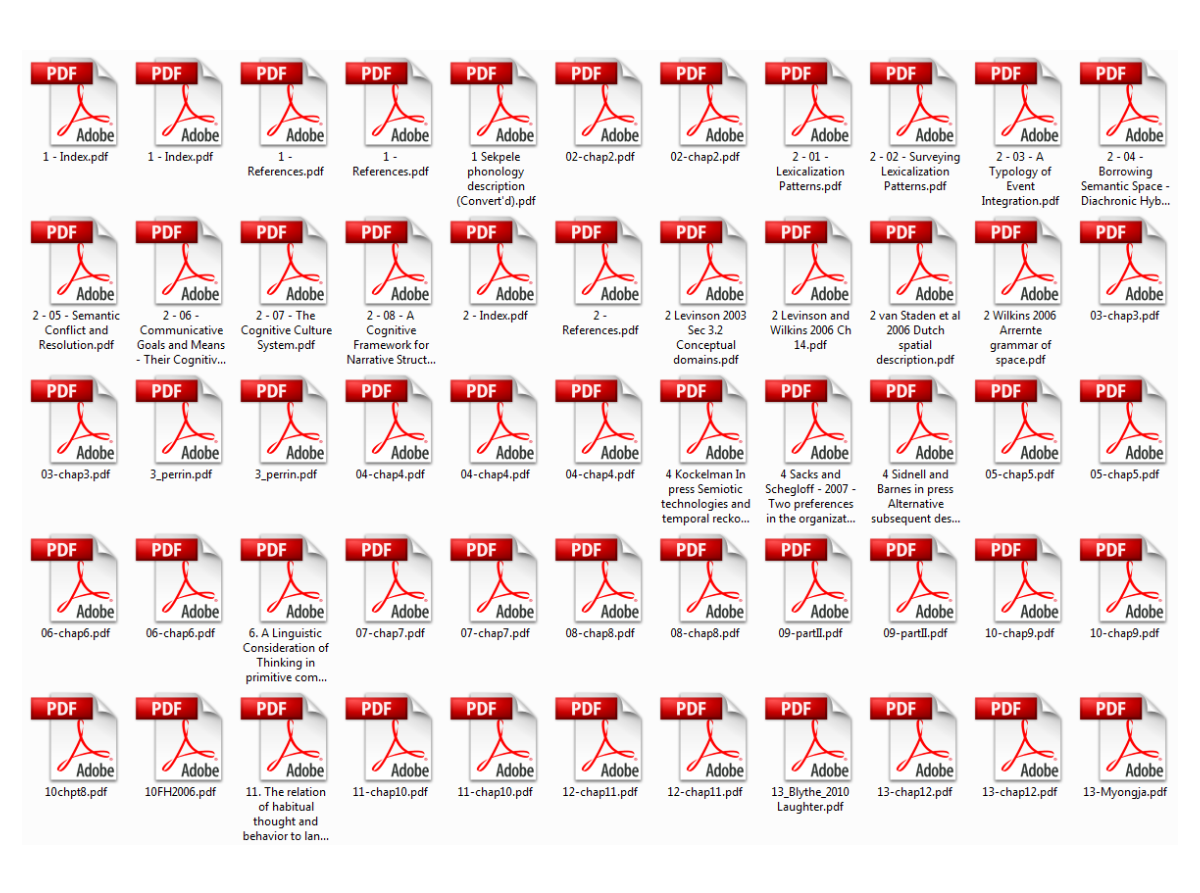 PDF PDF PDF PDF PDF PDF PDF PDF PDF PDF PDF
Adobe Adobe Adobe Adobe Adobe Adobe Adobe Adobe Adobe Adobe Adobe
1 - Index.pdf
1 - Index.pdf
1 -
References.pdf
1 -
References.pdf
1 Sekpele
phonology
description
(Convert'd).pdf
02-chap2.pdf
02-chap2.pdf
2 - 01 -
Lexicalization
Patterns.pdf
2 - 02 - Surveying
Lexicalization
Patterns.pdf
2 - 03 - A
Typology of
Event
Integration.pdf
2 - 04 -
Borrowing
Semantic Space -
Diachronic Hyb...
PDF PDF PDF PDF PDF PDF PDF PDF PDF PDF PDF
Adobe Adobe Adobe Adobe Adobe Adobe Adobe Adobe Adobe Adobe Adobe
2 - 05 - Semantic
Conflict and
Resolution.pdf
2 - 06 -
Communicative
Goals and Means
- Their Cognitiv...
2 - 07 - The
Cognitive Culture
System.pdf
2 - 08 - A
Cognitive
Framework for
Narrative Struct...
2 - Index.pdf
2 -
References.pdf
2 Levinson 2003
Sec 3.2
Conceptual
domains.pdf
2 Levinson and
Wilkins 2006 Ch
14.pdf
2 van Staden et al
2006 Dutch
spatial
description.pdf
2 Wilkins 2006
Arrernte
grammar of
space.pdf
03-chap3.pdf
PDF PDF PDF PDF PDF PDF PDF PDF PDF PDF PDF
Adobe Adobe Adobe Adobe Adobe Adobe Adobe Adobe Adobe Adobe Adobe
03-chap3.pdf
3_perrin.pdf
3_perrin.pdf
04-chap4.pdf
04-chap4.pdf
04-chap4.pdf
4 Kockelman In
press Semiotic
technologies and
temporal recko...
4 Sacks and
Schegloff - 2007 -
Two preferences
in the organizat...
4 Sidnell and
Barnes in press
Alternative
subsequent des...
05-chap5.pdf
05-chap5.pdf
PDF PDF PDF PDF PDF PDF PDF PDF PDF PDF PDF
Adobe Adobe Adobe Adobe Adobe Adobe Adobe Adobe Adobe Adobe Adobe
06-chap6.pdf
06-chap6.pdf
6. A Linguistic
Consideration of
Thinking in
primitive com...
07-chap7.pdf
07-chap7.pdf
08-chap8.pdf
08-chap8.pdf
09-partII.pdf
09-partII.pdf
10-chap9.pdf
10-chap9.pdf
PDF PDF PDF PDF PDF PDF PDF PDF PDF PDF PDF
Adobe Adobe Adobe Adobe Adobe Adobe Adobe Adobe Adobe Adobe Adobe
10chpt8.pdf
10FH2006.pdf
11. The relation
of habitual
thought and
behavior to lan...
11-chap10.pdf
11-chap10.pdf
12-chap11.pdf
12-chap11.pdf
13_Blythe_2010
Laughter.pdf
13-chap12.pdf
13-chap12.pdf
13-Myongja.pdf